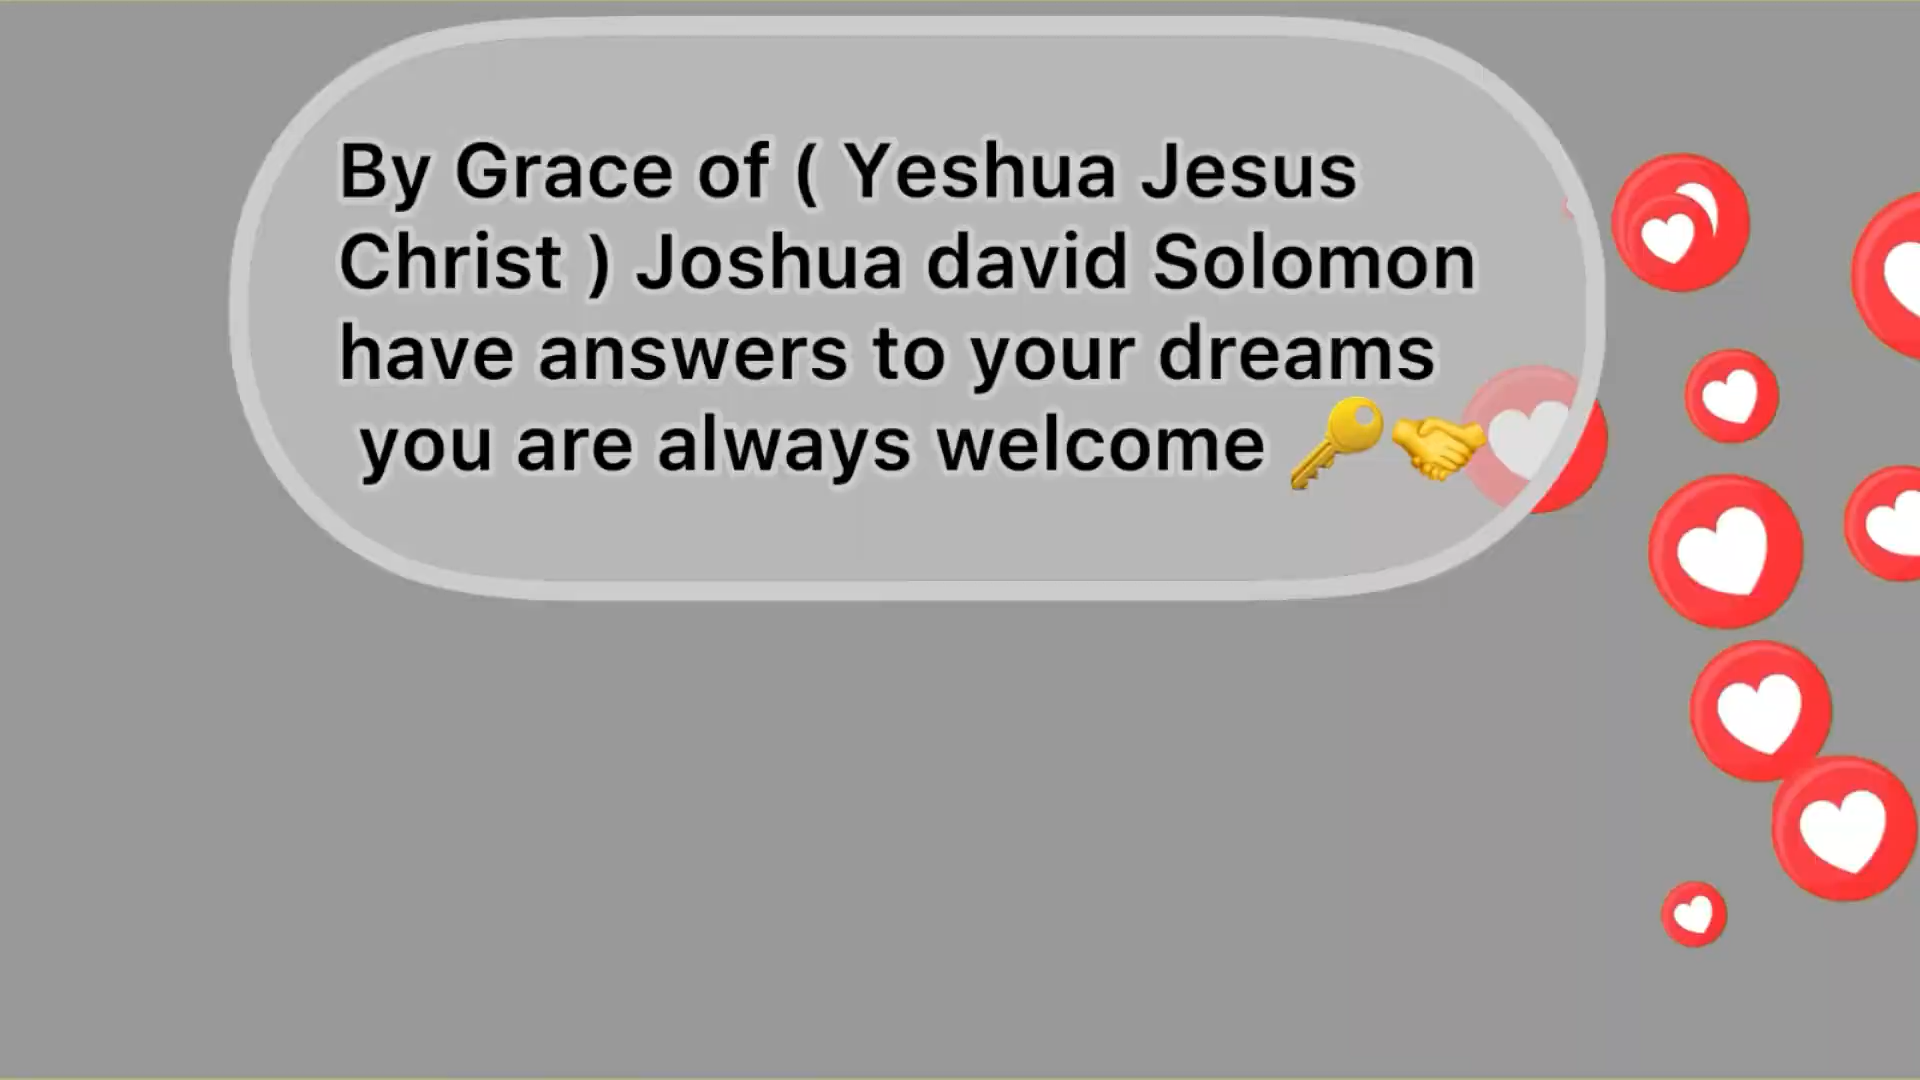 By Grace of ( Yeshua Jesus
Christ ) Joshua david Solomon
have answers to your dreams
you are always welcome 🔑🤝